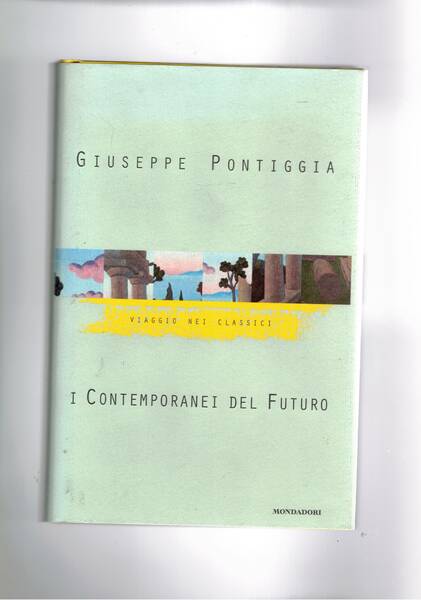 GIUSEPPE PONTIGGIA
VIAGGIO NEI CLASSICI
I CONTEMPORANEI DEL FUTURO
MONDADORI